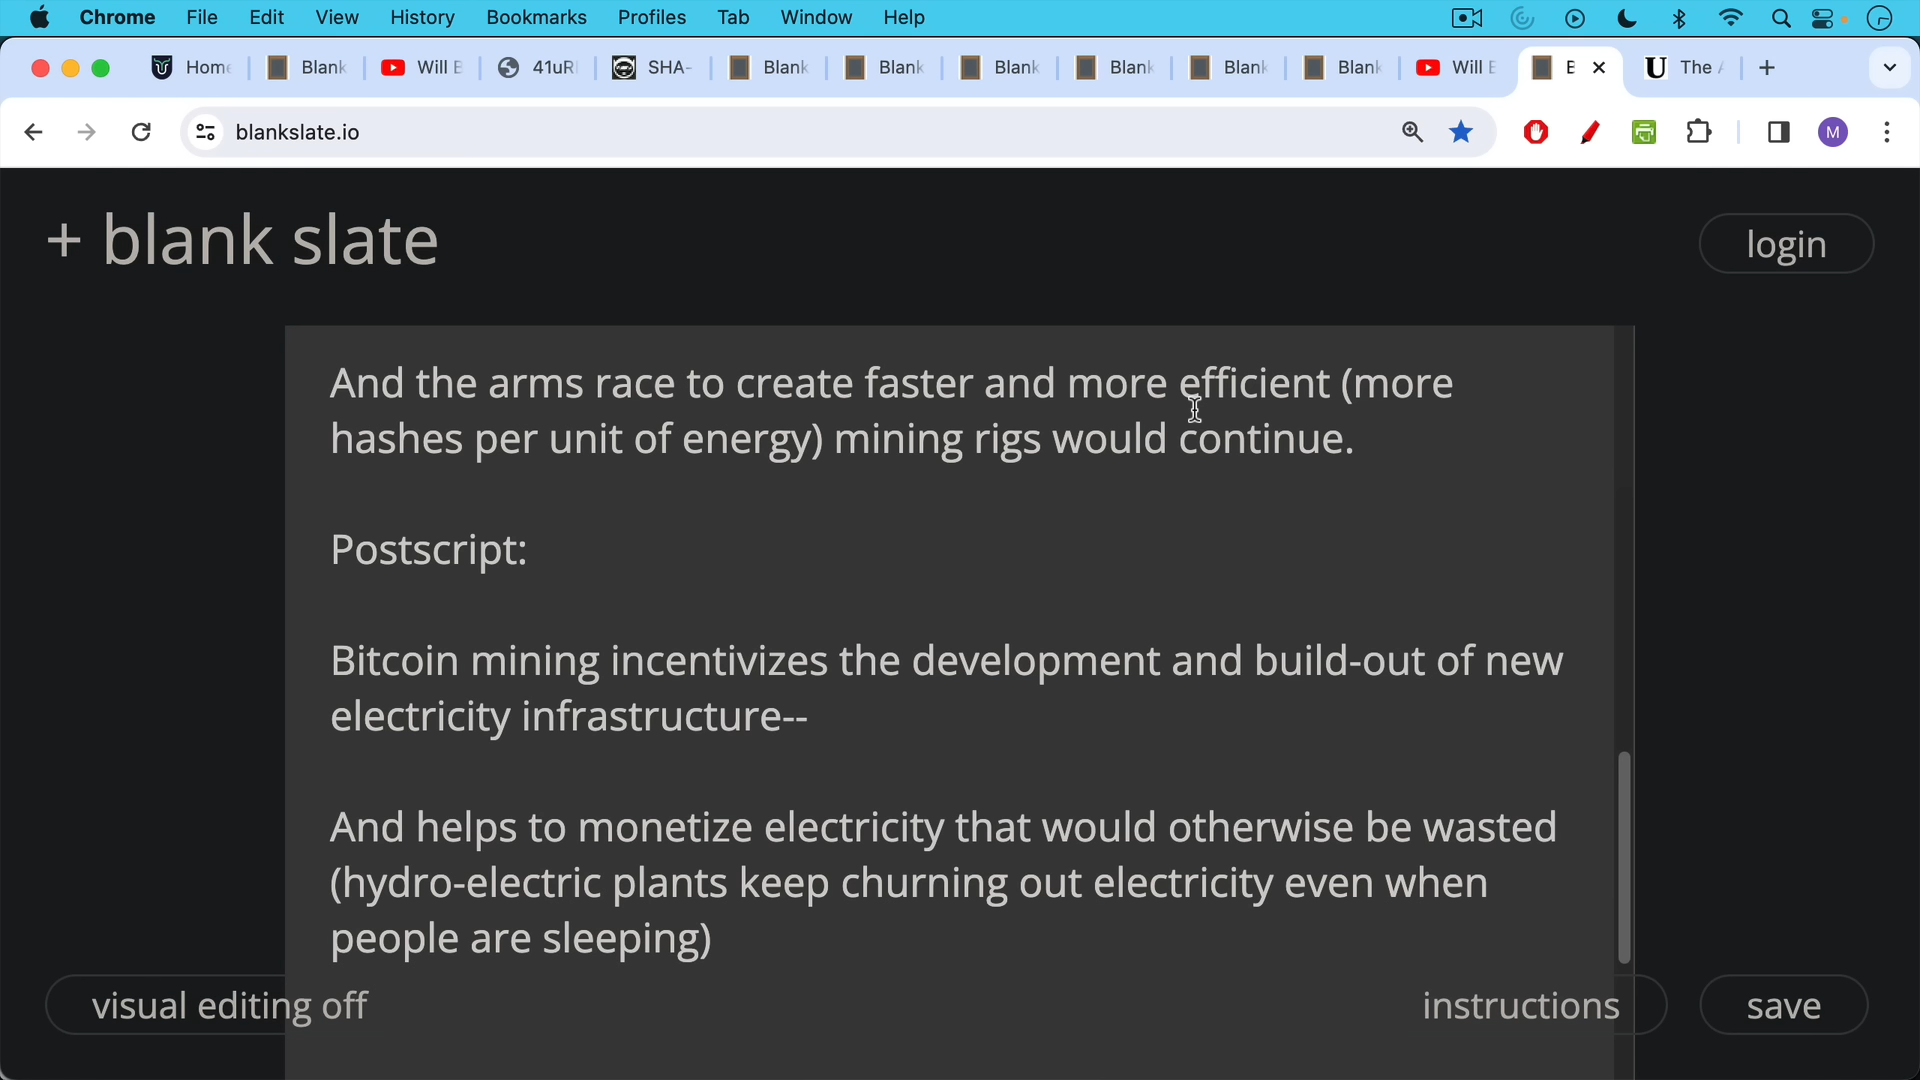 Chrome File Edit View History Bookmarks Profiles Tab Window Help
Home Blank Will B 41uRl SHA- Blank Blank Blank Blank Blank Blank Will B B The
blankslate.io
M
+ blank slate
login
And the arms race to create faster and more efficient (more
hashes per unit of energy) mining rigs would continue.
Postscript:
Bitcoin mining incentivizes the development and build-out of new
electricity infrastructure--
And helps to monetize electricity that would otherwise be wasted
(hydro-electric plants keep churning out electricity even when
people are sleeping)
visual editing off
instructions
save